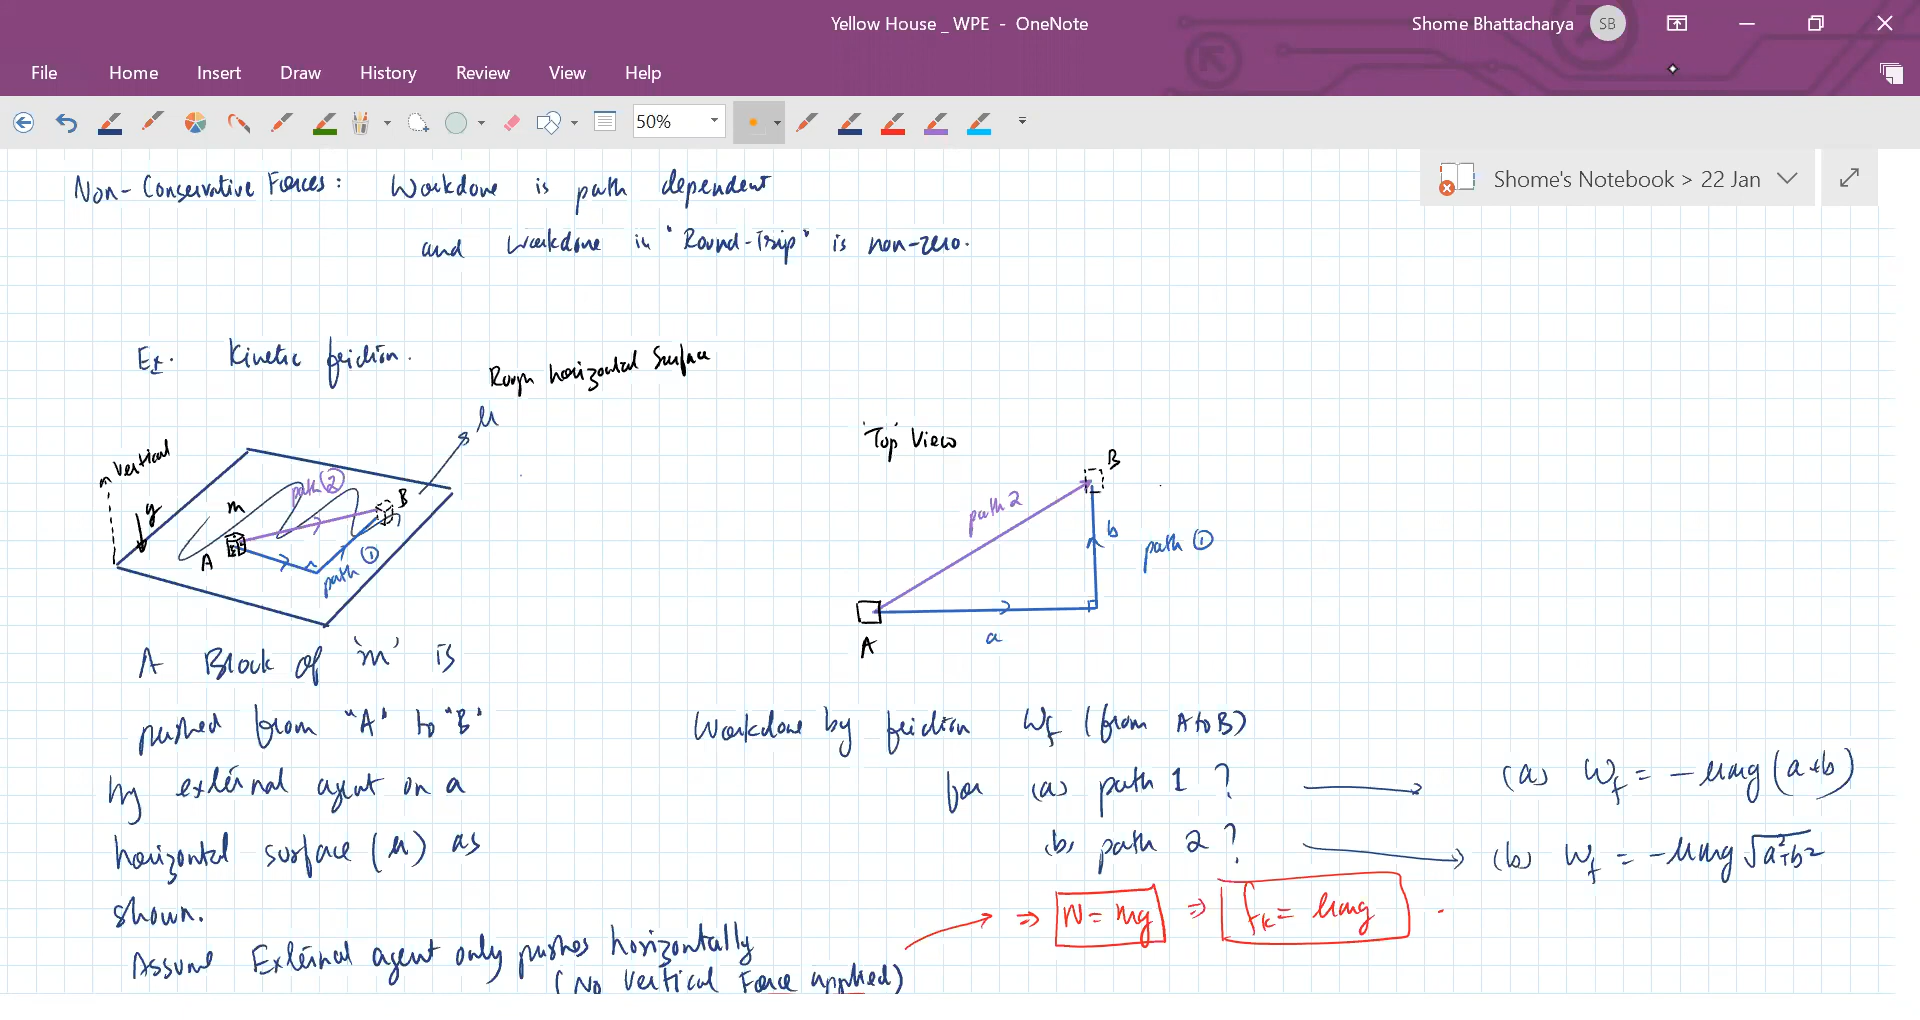 Yellow House _ WPE - OneNote
Shome Bhattacharya SB
File Home Insert Draw History Review View Help
50%
Shome's Notebook > 22 Jan
Non-Conservative Forces: Workdone is path dependent
and Workdone in "Round-Trip" is non-zero.
Ex. Kinetic friction.
Rough horizontal Surface
μ
Vertical
g
m
path ②
B
A
path ①
'Top' View
B
path 2
b
path ①
A
a
A Block of 'm' is
pushed from "A" to "B"
by external agent on a
horizontal surface (μ) as
shown.
Assume External agent only pushes horizontally
(No Vertical Force applied)
Workdone by friction Wf (from A to B)
for (a) path 1 ? → (a) Wf = -μmg (a+b)
(b) path 2 ? → (b) Wf = -μmg √a²+b²
⇒ N = mg ⇒ fk = μmg